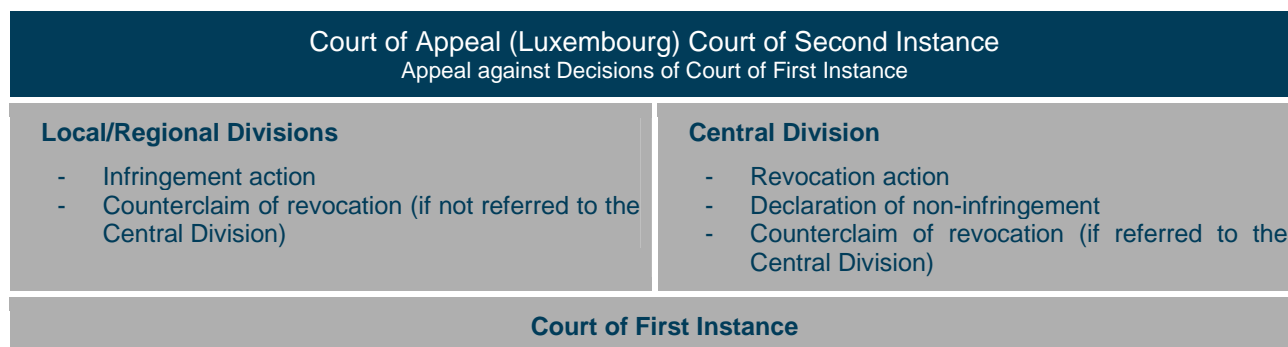 Court of Appeal (Luxembourg) Court of Second Instance
Appeal against Decisions of Court of First Instance
Local/Regional Divisions
- Infringement action
- Counterclaim of revocation (if not referred to the
Central Division)
Central Division
- Revocation action
- Declaration of non-infringement
- Counterclaim of revocation (if referred to the
Central Division)
Court of First Instance